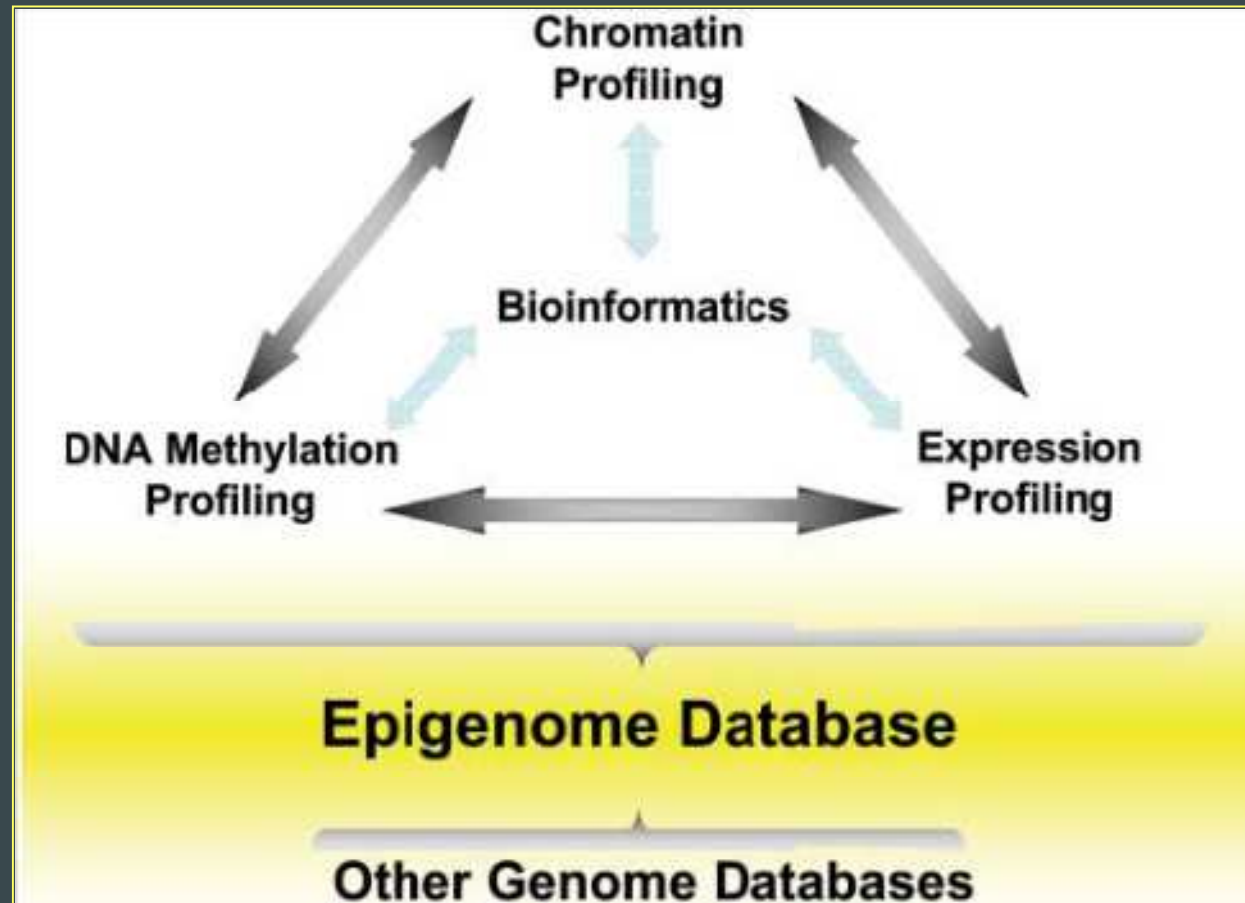 Chromatin
Profiling
Bioinformatics
DNA Methylation
Profiling
Expression
Profiling
Epigenome Database
Other Genome Databases